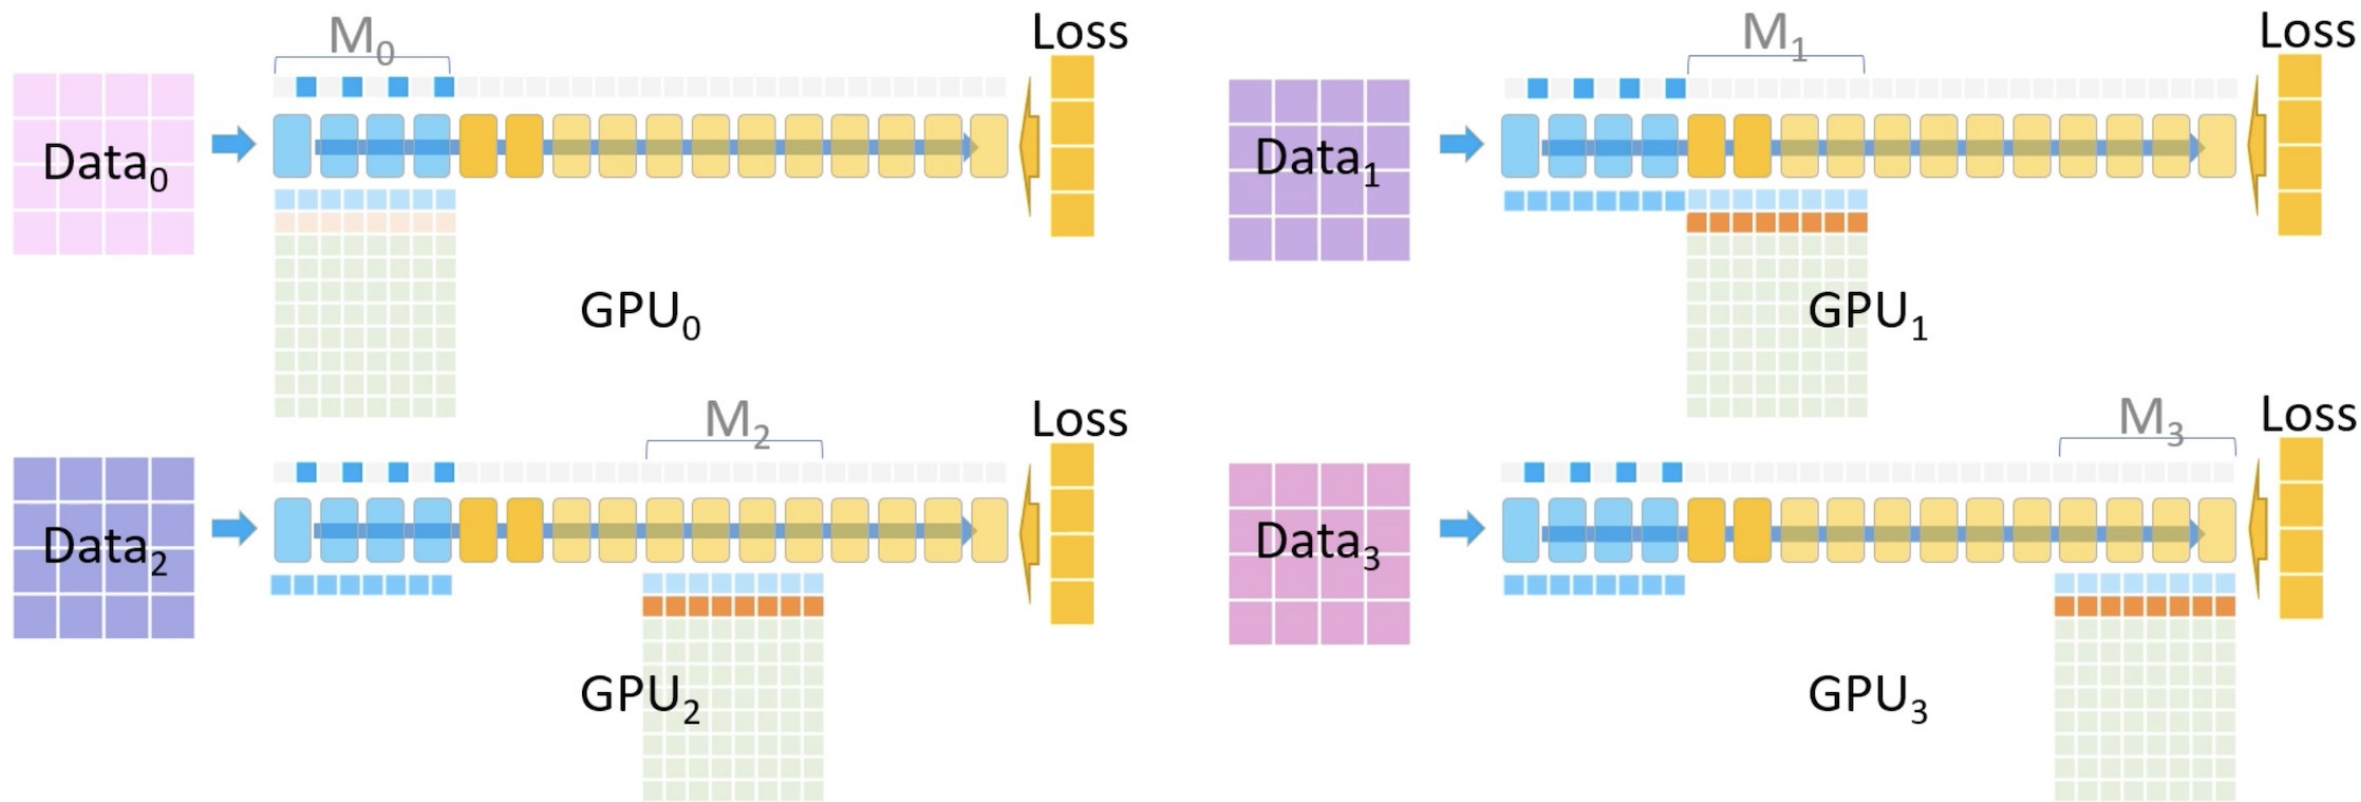 M₀
Loss
Data₀
GPU₀
M₁
Loss
Data₁
GPU₁
M₂
Loss
Data₂
GPU₂
M₃
Loss
Data₃
GPU₃